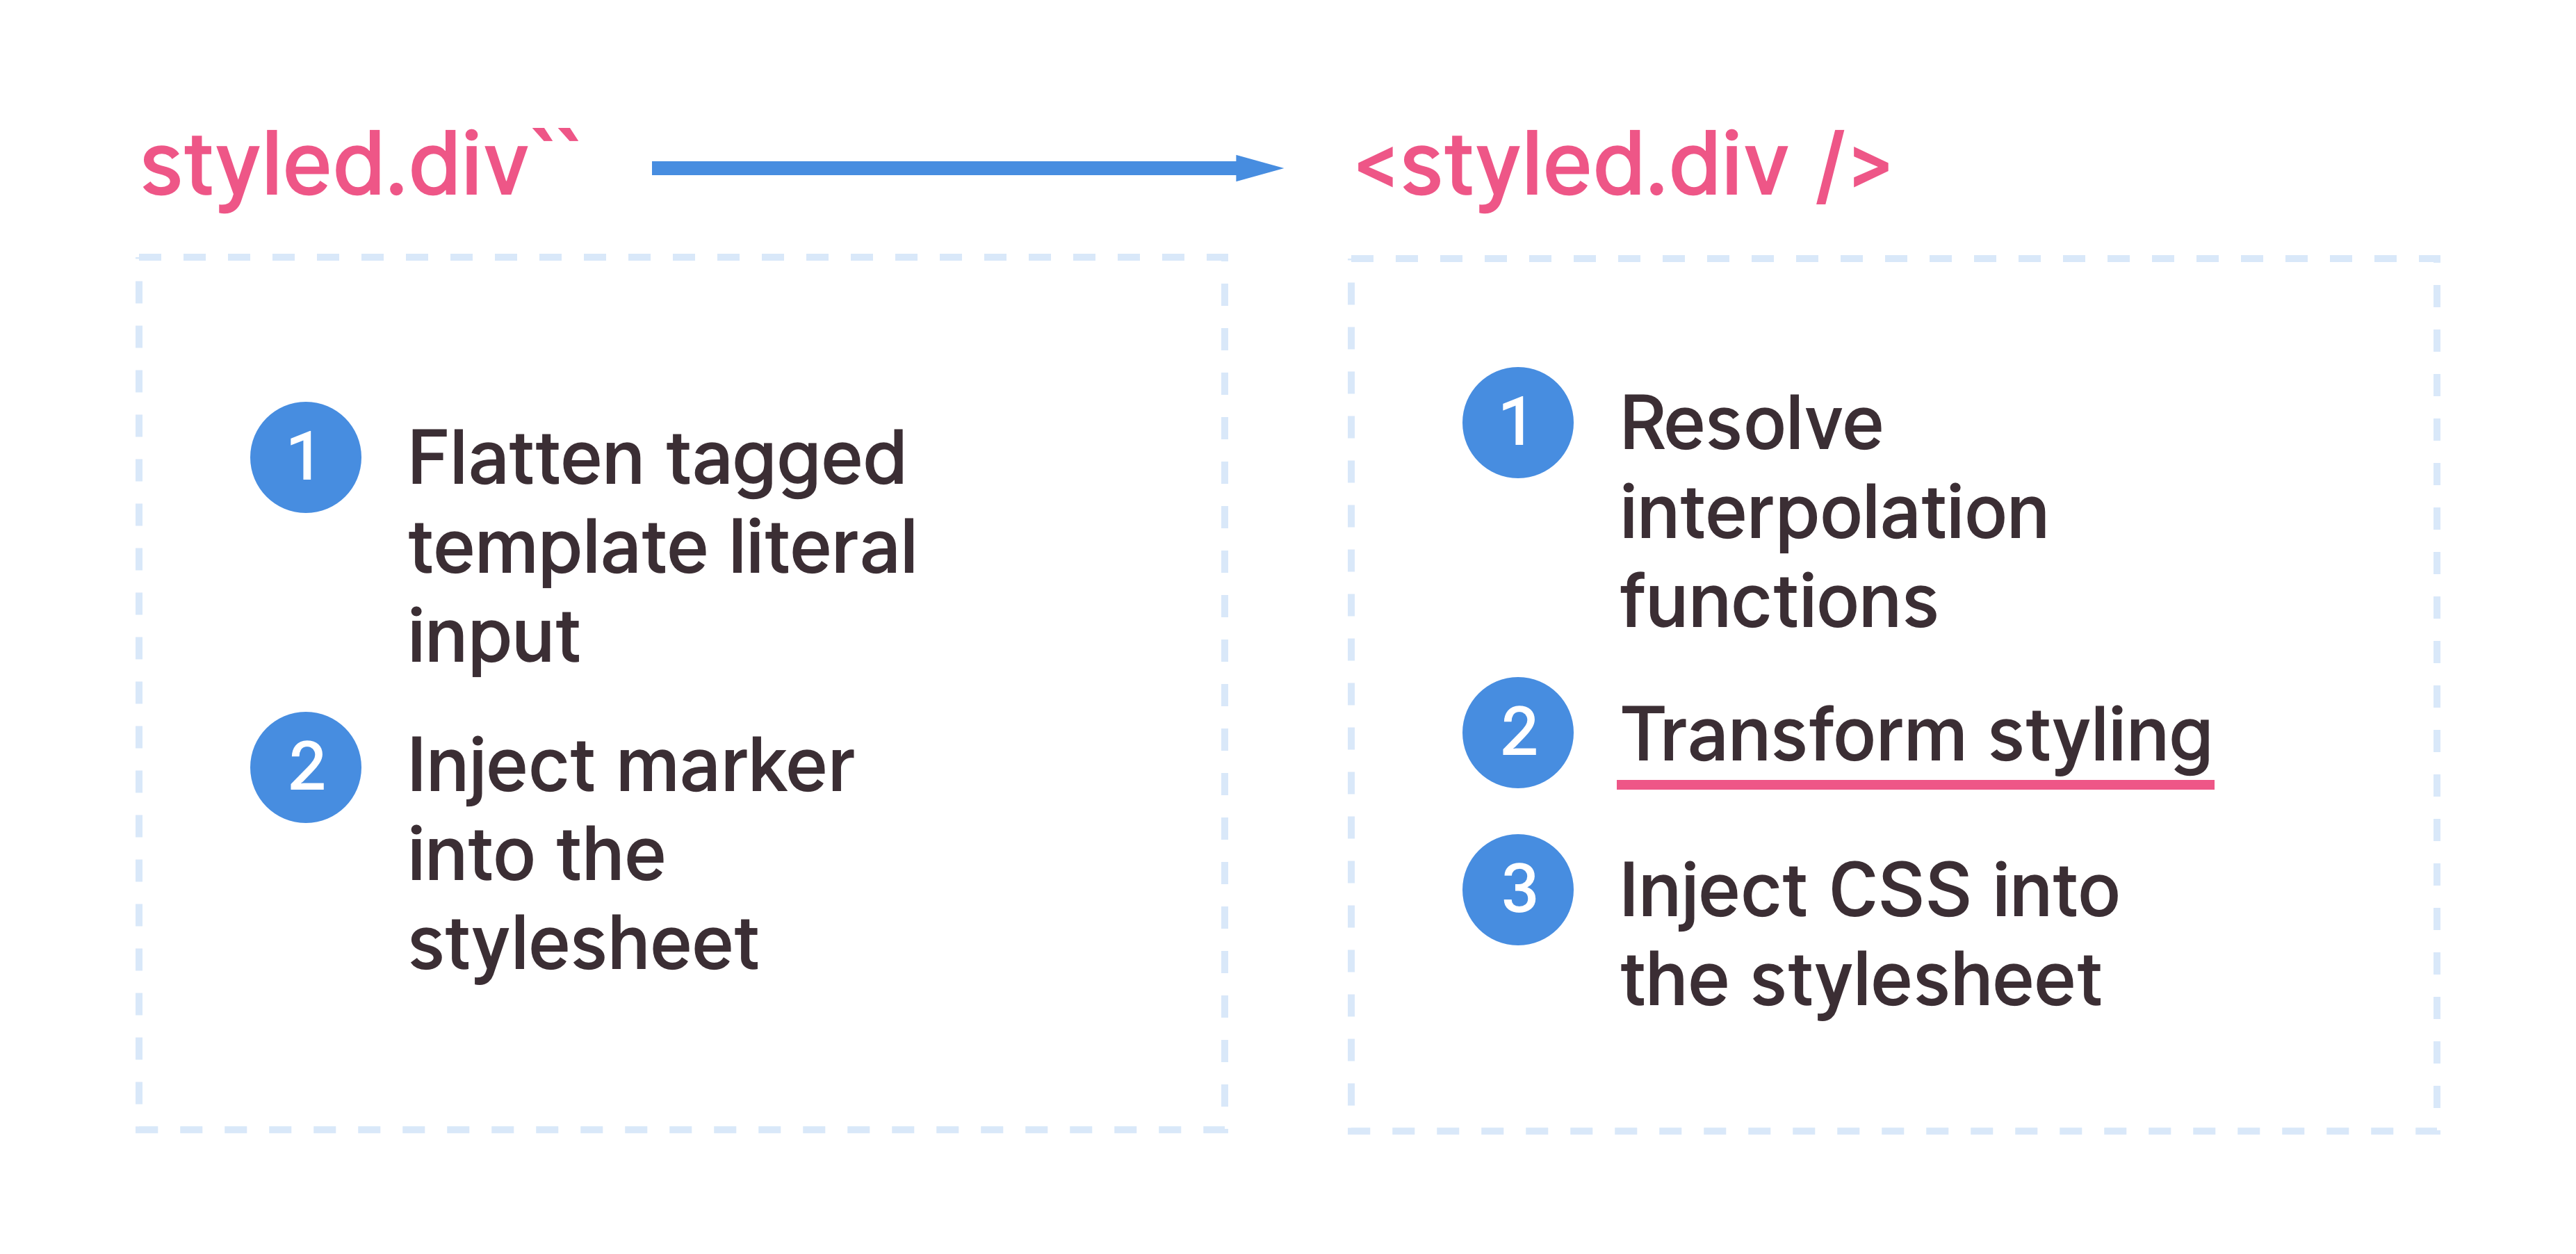 styled.div``
<styled.div />
1 Flatten tagged
template literal
input
2 Inject marker
into the
stylesheet
1 Resolve
interpolation
functions
2 Transform styling
3 Inject CSS into
the stylesheet